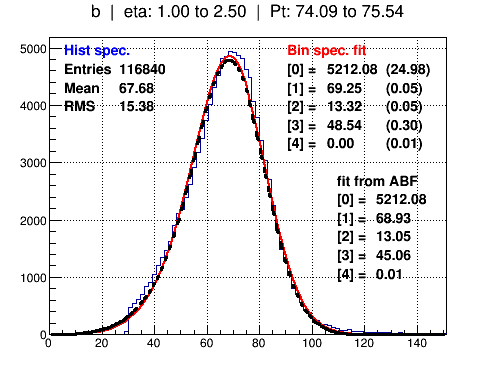 b | eta: 1.00 to 2.50 | Pt: 74.09 to 75.54
Hist spec.
Entries 116840
Mean 67.68
RMS 15.38
Bin spec. fit
[0] = 5212.08 (24.98)
[1] = 69.25 (0.05)
[2] = 13.32 (0.05)
[3] = 48.54 (0.30)
[4] = 0.00 (0.01)
fit from ABF
[0] = 5212.08
[1] = 68.93
[2] = 13.05
[3] = 45.06
[4] = 0.01
5000
4000
3000
2000
1000
0
0 20 40 60 80 100 120 140